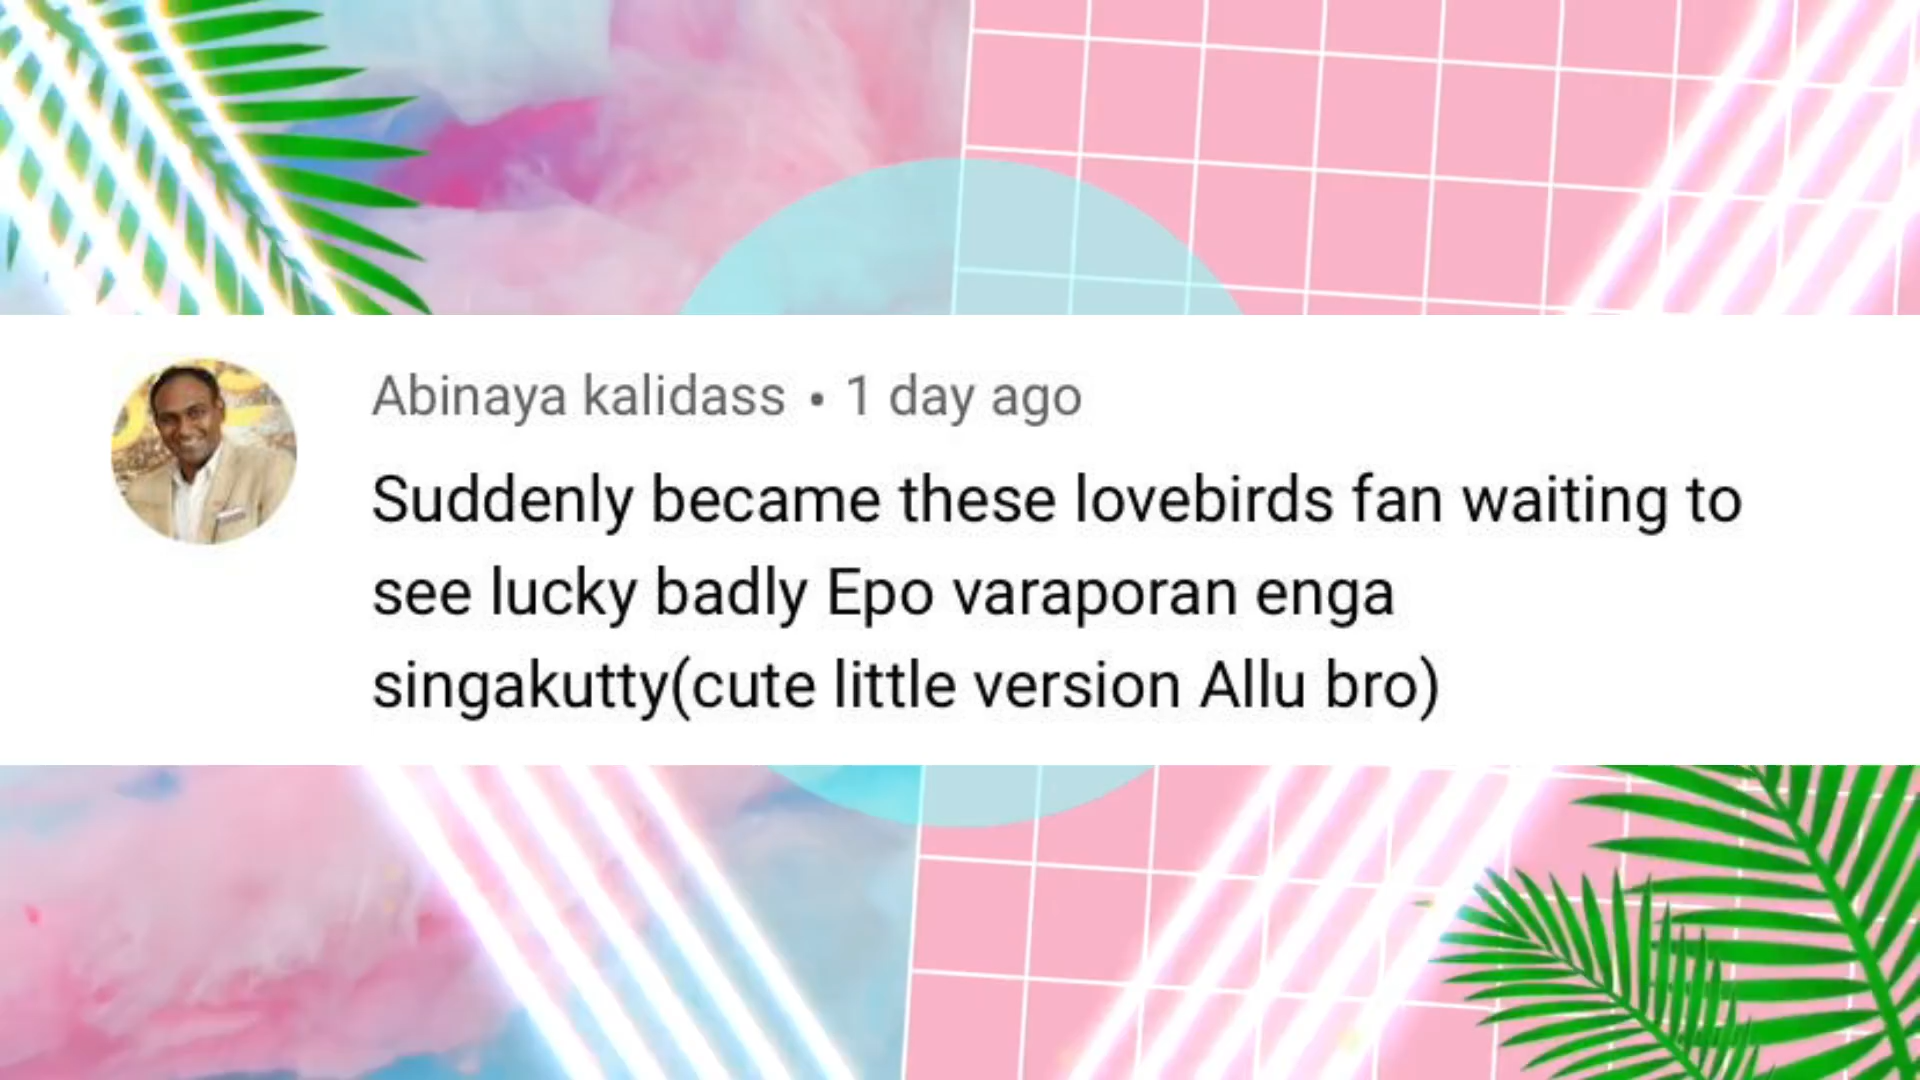 Abinaya kalidass • 1 day ago
Suddenly became these lovebirds fan waiting to
see lucky badly Epo varaporan enga
singakutty(cute little version Allu bro)